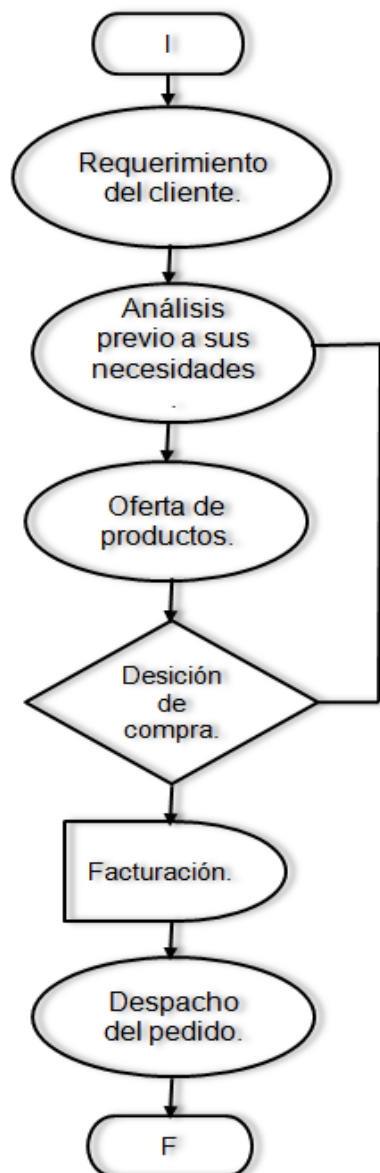 I
Requerimiento
del cliente.
Análisis
previo a sus
necesidades
.
Oferta de
productos.
Desición
de
compra.
Facturación.
Despacho
del pedido.
F